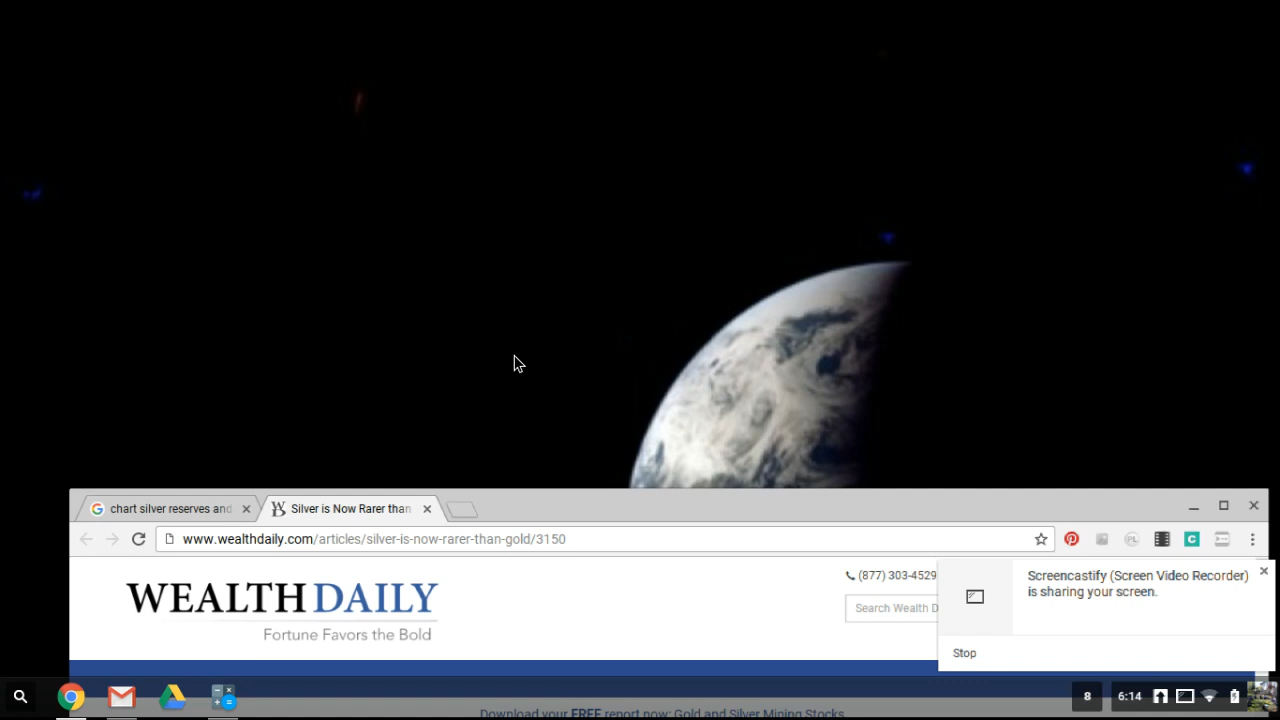 chart silver reserves and
Silver is Now Rarer than
www.wealthdaily.com/articles/silver-is-now-rarer-than-gold/3150
WEALTH DAILY
Fortune Favors the Bold
(877) 303-4529
Search Wealth D
Screencastify (Screen Video Recorder)
is sharing your screen.
Stop
Download your FREE report now: Gold and Silver Mining Stocks
8
6:14